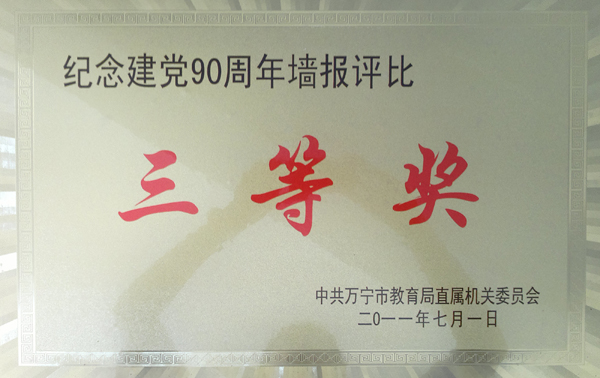 纪念建党90周年墙报评比
三等奖
中共万宁市教育局直属机关委员会
二0一一年七月一日